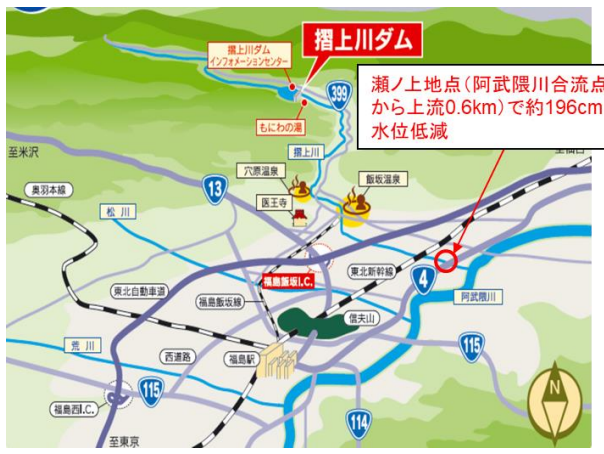 摺上川ダム
インフォメーションセンター
摺上川ダム
399
もにわの湯
瀬ノ上地点(阿武隈川合流点
から上流0.6km)で約196cm
水位低減
至米沢
摺上川
穴原温泉
飯坂温泉
医王寺
奥羽本線
13
松川
福島飯坂I.C.
東北新幹線
4
阿武隈川
東北自動車道
福島飯坂線
信夫山
荒川
西道路
福島駅
115
115
福島西I.C.
114
至東京
N